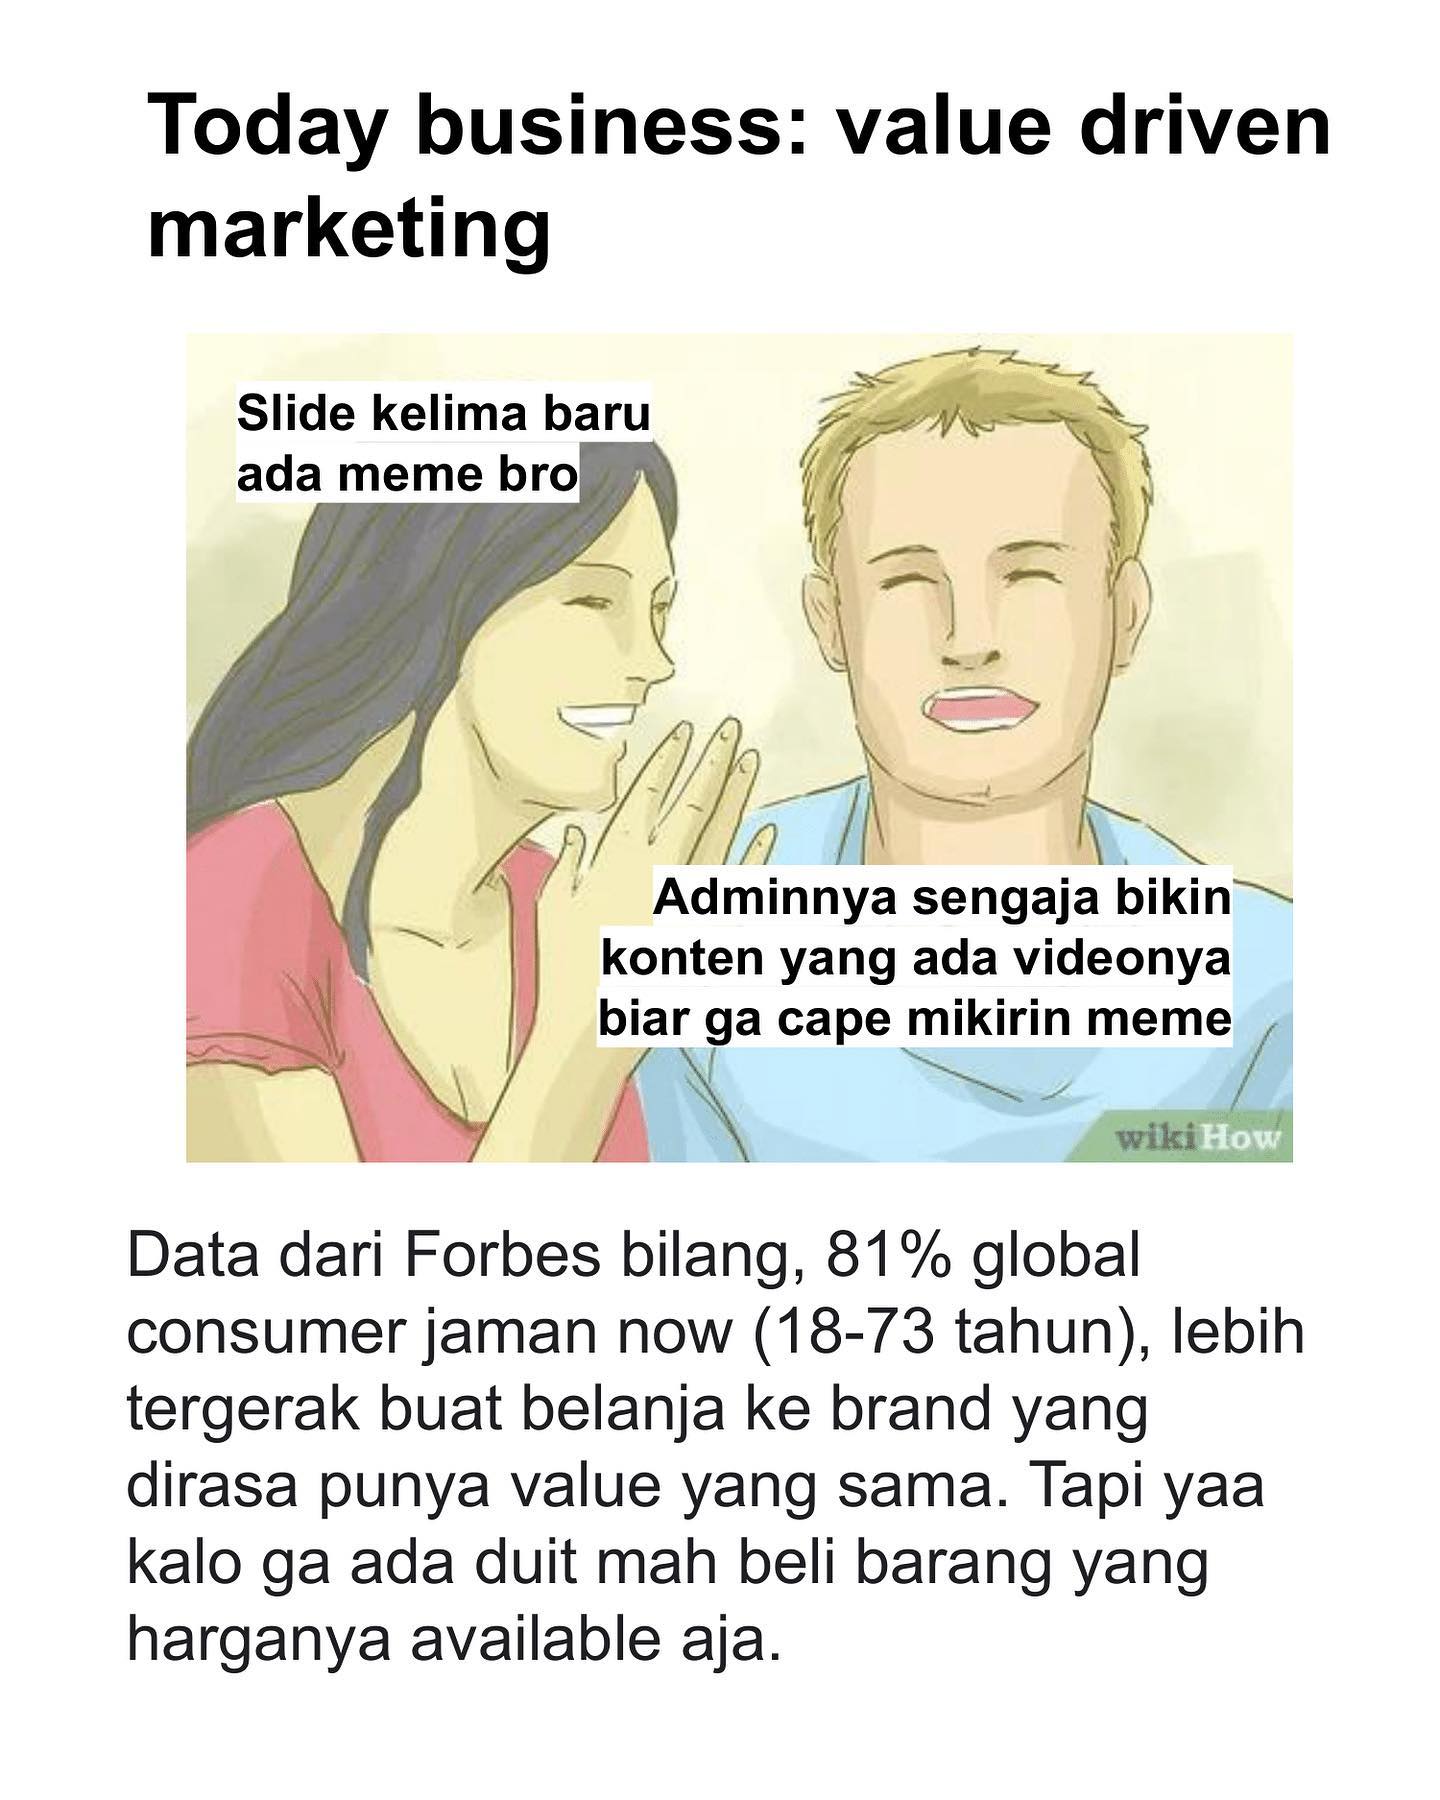 Today business: value driven
marketing
Slide kelima baru
ada meme bro
Adminnya sengaja bikin
konten yang ada videonya
biar ga cape mikirin meme
wikiHow
Data dari Forbes bilang, 81% global
consumer jaman now (18-73 tahun), lebih
tergerak buat belanja ke brand yang
dirasa punya value yang sama. Tapi yaa
kalo ga ada duit mah beli barang yang
harganya available aja.